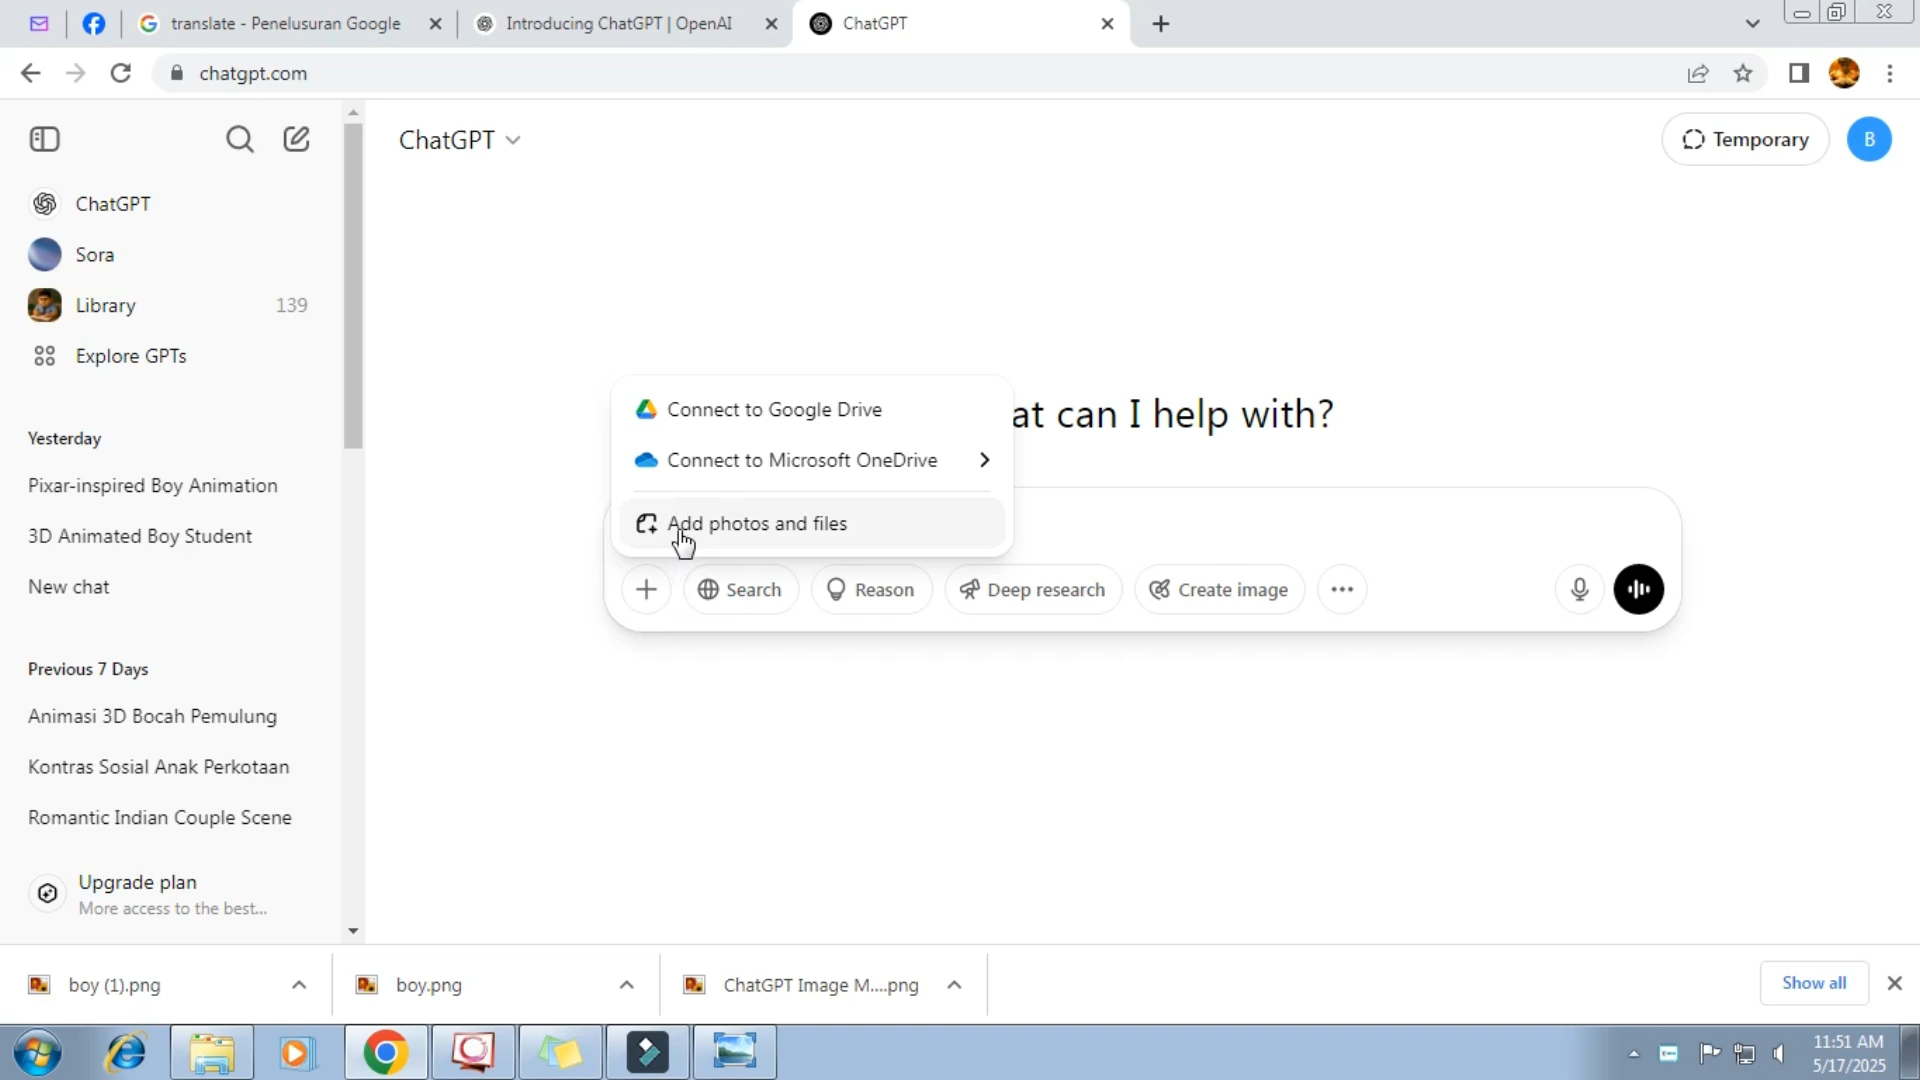 translate - Penelusuran Google
Introducing ChatGPT | OpenAI
ChatGPT
chatgpt.com
ChatGPT
Temporary
B
ChatGPT
Sora
Library 139
Explore GPTs
Yesterday
Pixar-inspired Boy Animation
3D Animated Boy Student
New chat
Previous 7 Days
Animasi 3D Bocah Pemulung
Kontras Sosial Anak Perkotaan
Romantic Indian Couple Scene
Upgrade plan
More access to the best...
at can I help with?
Connect to Google Drive
Connect to Microsoft OneDrive
Add photos and files
Search
Reason
Deep research
Create image
boy (1).png
boy.png
ChatGPT Image M....png
Show all
11:51 AM
5/17/2025